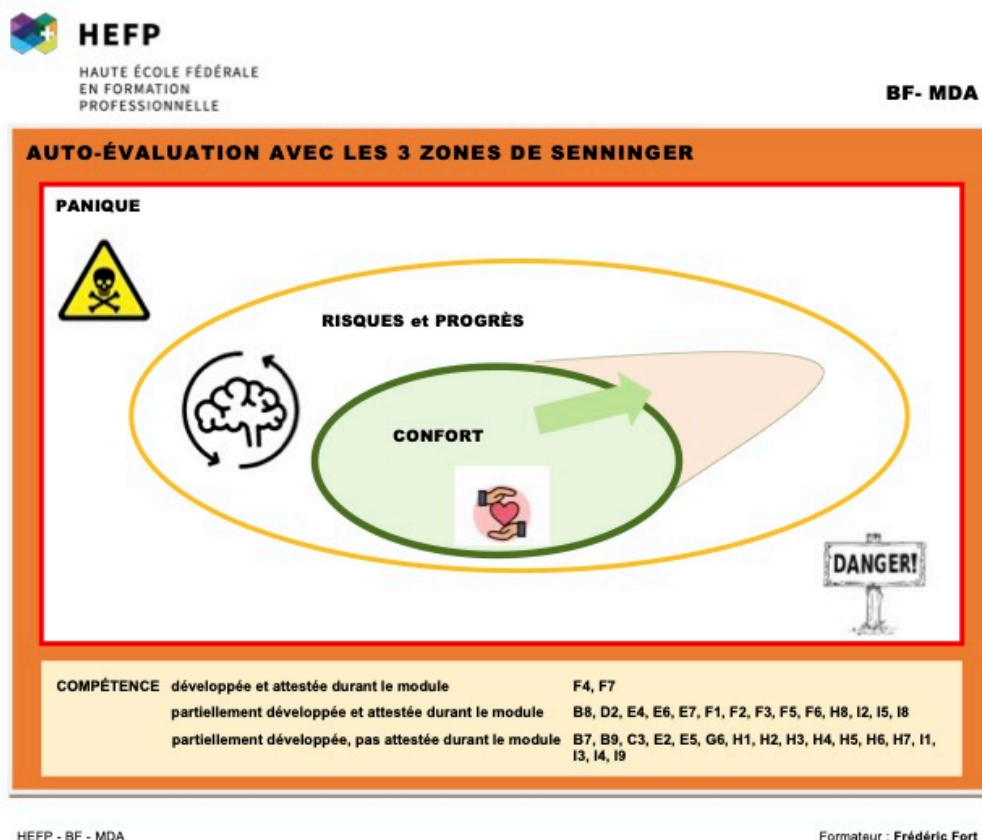 HEFP
HAUTE ÉCOLE FÉDÉRALE
EN FORMATION
PROFESSIONNELLE
BF- MDA
AUTO-ÉVALUATION AVEC LES 3 ZONES DE SENNINGER
PANIQUE
RISQUES et PROGRÈS
CONFORT
DANGER!
COMPÉTENCE développée et attestée durant le module F4, F7
partiellement développée et attestée durant le module B8, D2, E4, E6, E7, F1, F2, F3, F5, F6, H8, I2, I5, I8
partiellement développée, pas attestée durant le module B7, B9, C3, E2, E5, G6, H1, H2, H3, H4, H5, H6, H7, I1,
I3, I4, I9
HEFP - BF - MDA
Formateur : Frédéric Fort